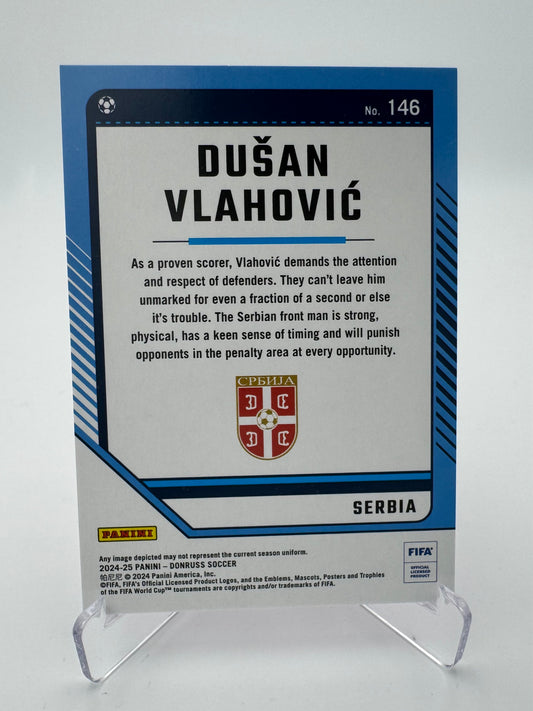 No. 146
DUŠAN
VLAHOVIĆ
As a proven scorer, Vlahović demands the attention
and respect of defenders. They can't leave him
unmarked for even a fraction of a second or else
it's trouble. The Serbian front man is strong,
physical, has a keen sense of timing and will punish
opponents in the penalty area at every opportunity.
СРБИЈА
SERBIA
PANINI
Any image depicted may not represent the current season uniform.
2024-25 PANINI – DONRUSS SOCCER
帕尼尼 © 2024 Panini America, Inc.
©FIFA, FIFA's Official Licensed Product Logos, and the Emblems, Mascots, Posters and Trophies
of the FIFA World Cup™ tournaments are copyrights and/or trademarks of FIFA.
FIFA
OFFICIAL
LICENSED
PRODUCT